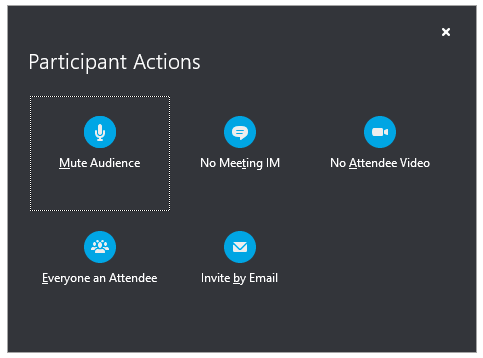 Participant Actions
Mute Audience
No Meeting IM
No Attendee Video
Everyone an Attendee
Invite by Email